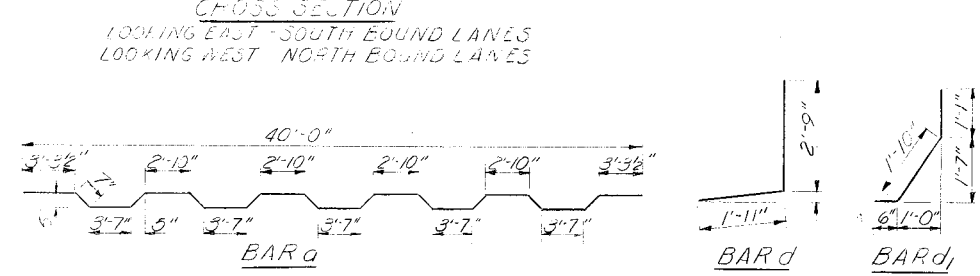 CROSS SECTION
LOOKING EAST - SOUTH BOUND LANES
LOOKING WEST NORTH BOUND LANES
40'-0"
3'-3½" 2'-10" 2'-10" 2'-10" 2'-10" 3'-3½"
7"
3'-7" 5" 3'-7" 3'-7" 3'-7" 3'-7"
BAR a
2'-9"
1'-11"
BAR d
1'-10"
1'-1"
1'-7"
6" 1'-0"
BAR d1